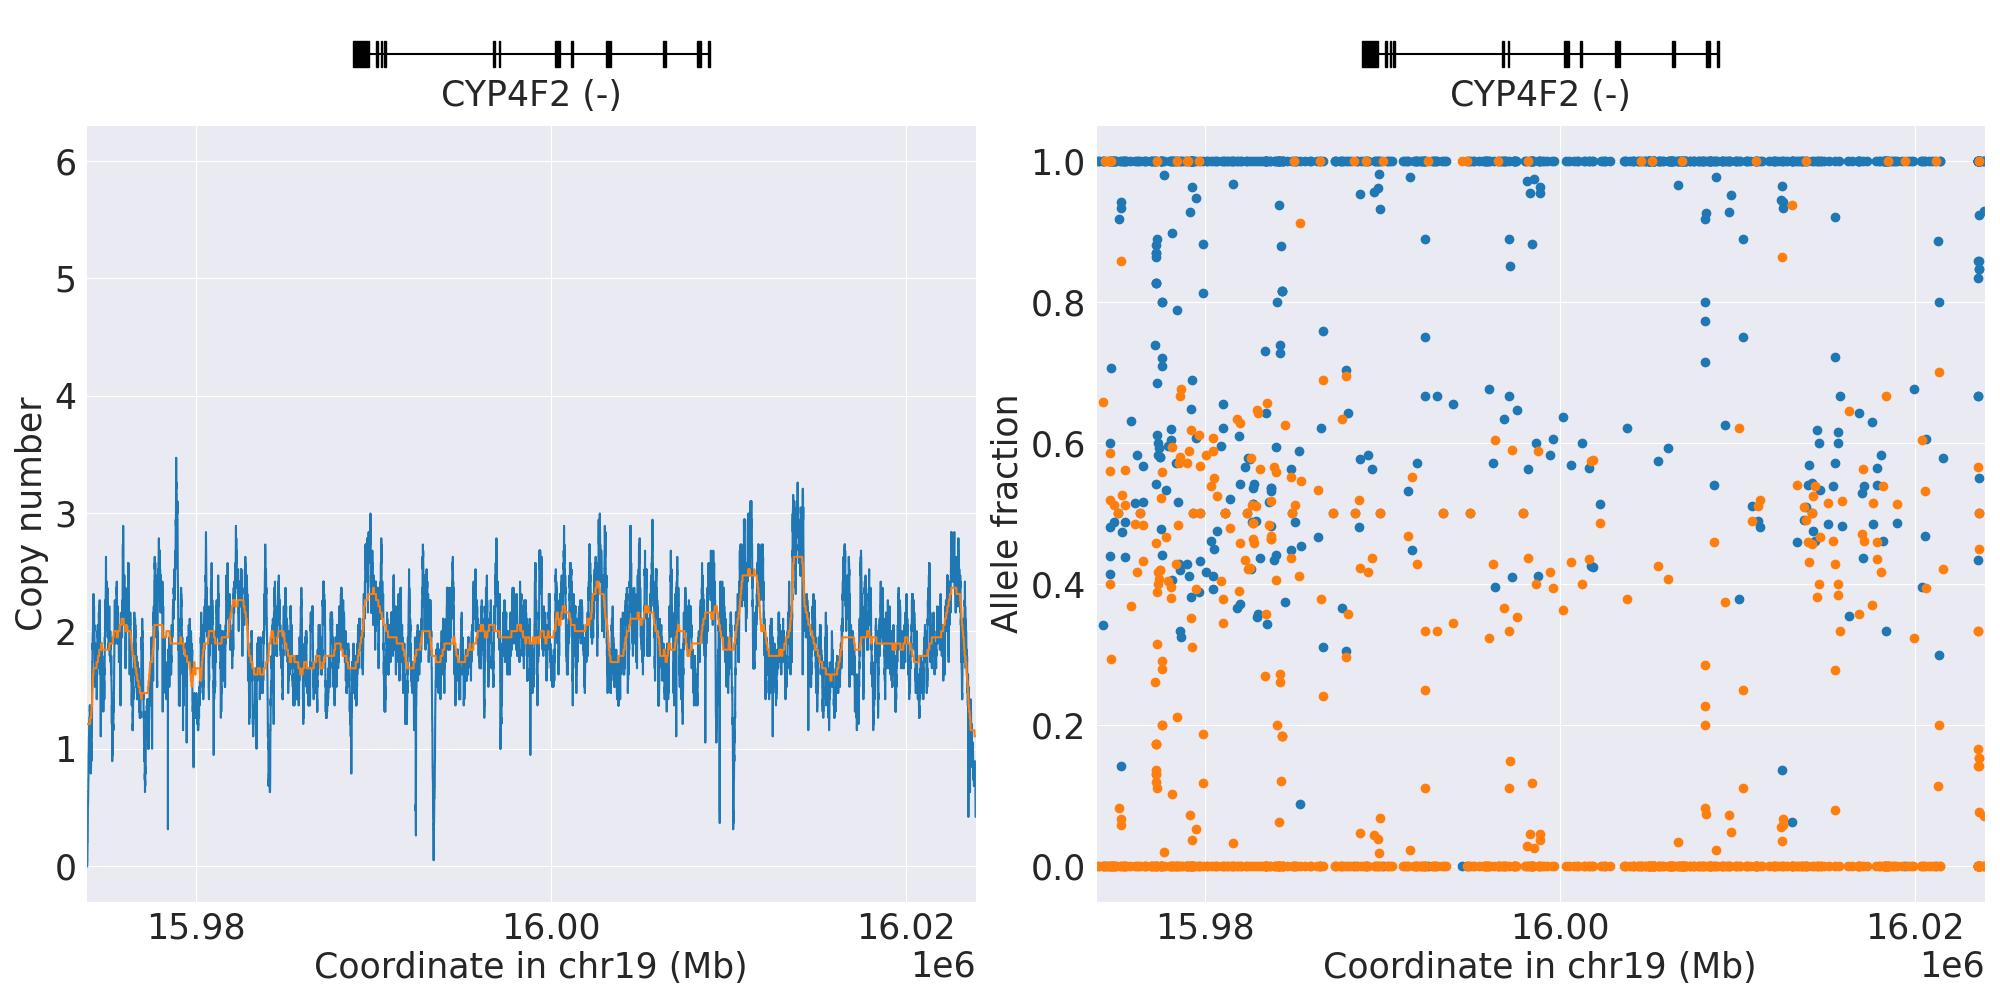 CYP4F2 (-)
Copy number
6
5
4
3
2
1
0
15.98
16.00
16.02
Coordinate in chr19 (Mb)
1e6
CYP4F2 (-)
Allele fraction
1.0
0.8
0.6
0.4
0.2
0.0
15.98
16.00
16.02
Coordinate in chr19 (Mb)
1e6